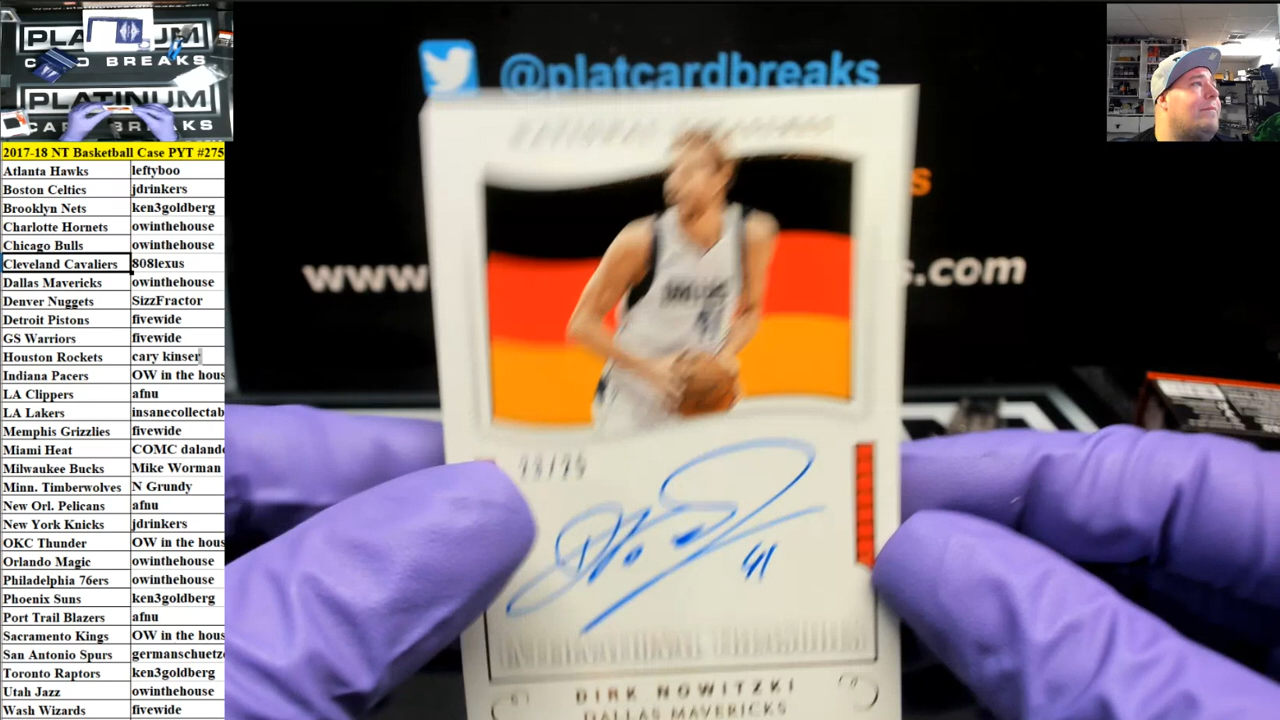 PLATINUM
CARD BREAKS
PLATINUM
CARD BREAKS
2017-18 NT Basketball Case PYT #275
Atlanta Hawks leftyboo
Boston Celtics jdrinkers
Brooklyn Nets ken3goldberg
Charlotte Hornets owinthehouse
Chicago Bulls owinthehouse
Cleveland Cavaliers 808lexus
Dallas Mavericks owinthehouse
Denver Nuggets SizzFractor
Detroit Pistons fivewide
GS Warriors fivewide
Houston Rockets cary kinser
Indiana Pacers OW in the hous
LA Clippers afnu
LA Lakers insanecollectab
Memphis Grizzlies fivewide
Miami Heat COMC daland
Milwaukee Bucks Mike Worman
Minn. Timberwolves N Grundy
New Orl. Pelicans afnu
New York Knicks jdrinkers
OKC Thunder OW in the hous
Orlando Magic owinthehouse
Philadelphia 76ers owinthehouse
Phoenix Suns ken3goldberg
Port Trail Blazers afnu
Sacramento Kings OW in the hous
San Antonio Spurs germanschuetz
Toronto Raptors ken3goldberg
Utah Jazz owinthehouse
Wash Wizards fivewide
@platcardbreaks
www
s.com
41
DIRK NOWITZKI
DALLAS MAVERICKS